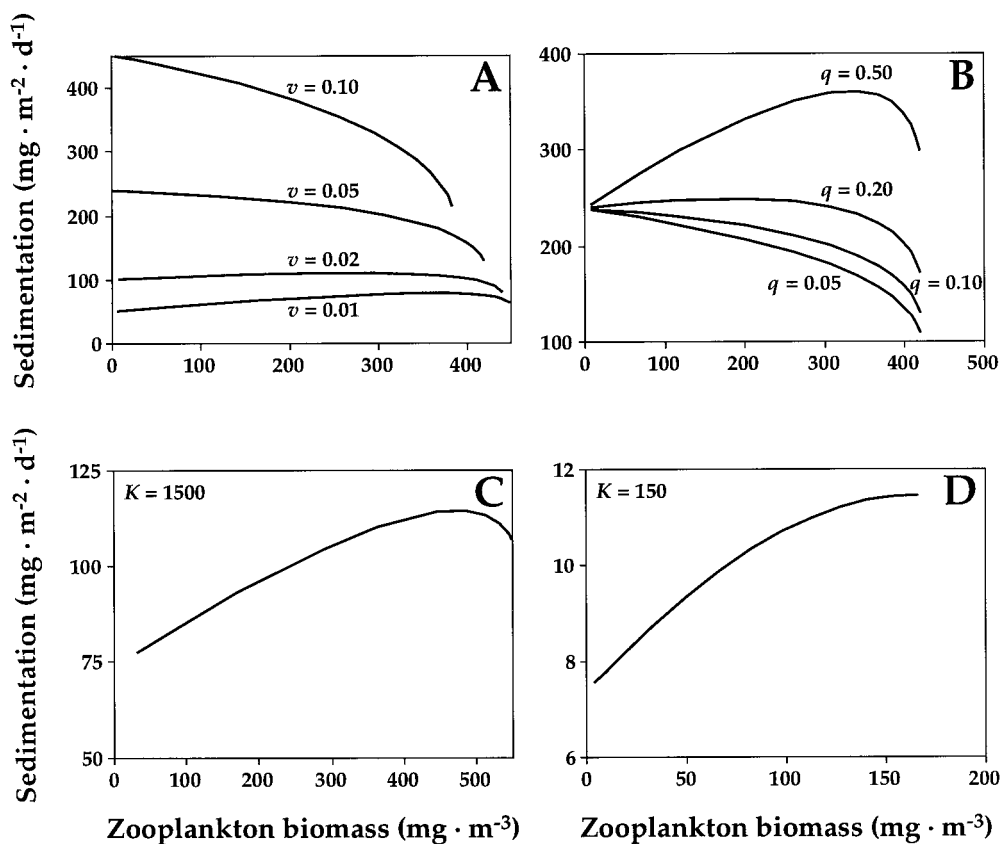 Sedimentation (mg · m⁻² · d⁻¹)
A
v = 0.10
v = 0.05
v = 0.02
v = 0.01
400
300
200
100
0
0 100 200 300 400
B
q = 0.50
q = 0.20
q = 0.10
q = 0.05
400
300
200
100
0 100 200 300 400 500
Sedimentation (mg · m⁻² · d⁻¹)
C
K = 1500
125
100
75
50
0 100 200 300 400 500
Zooplankton biomass (mg · m⁻³)
D
K = 150
12
10
8
6
0 50 100 150 200
Zooplankton biomass (mg · m⁻³)